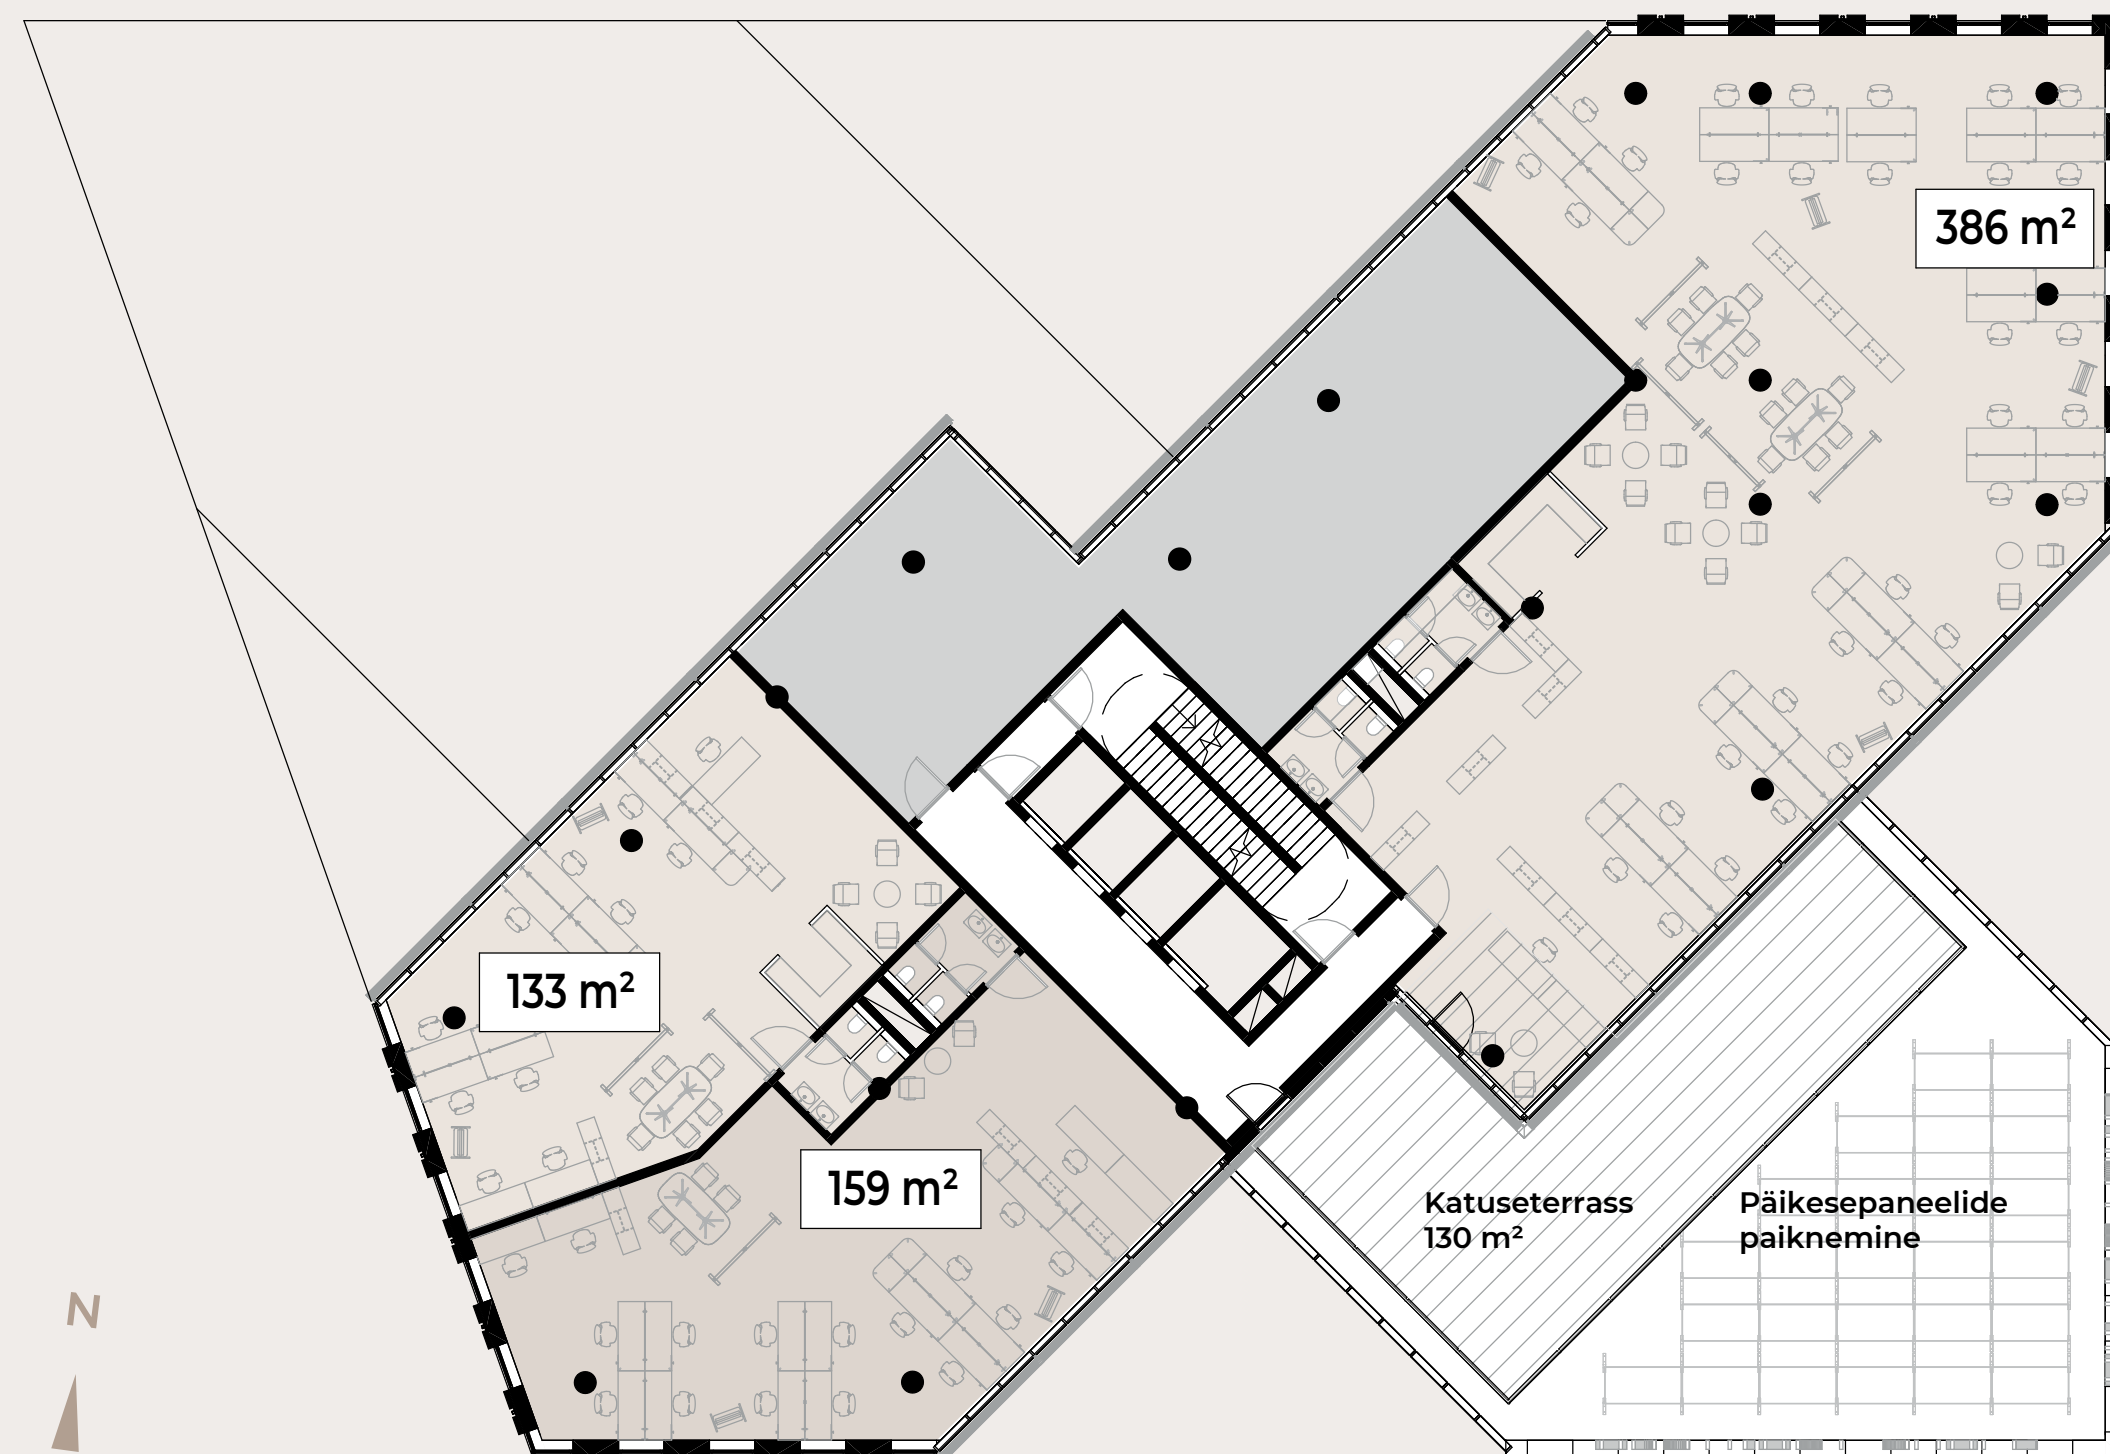 386 m²
133 m²
159 m²
Katuseterrass
130 m²
Päikesepaneelide
paiknemine
N